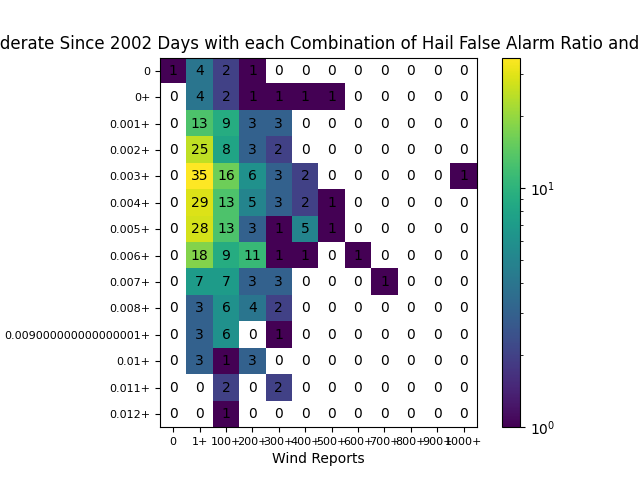 derate Since 2002 Days with each Combination of Hail False Alarm Ratio and
0 1 4 2 1 0 0 0 0 0 0 0 0
0+ 0 4 2 1 1 1 1 0 0 0 0 0
0.001+ 0 13 9 3 3 0 0 0 0 0 0 0
0.002+ 0 25 8 3 2 0 0 0 0 0 0 0
0.003+ 0 35 16 6 3 2 0 0 0 0 0 1
0.004+ 0 29 13 5 3 2 1 0 0 0 0 0
0.005+ 0 28 13 3 1 5 1 0 0 0 0 0
0.006+ 0 18 9 11 1 1 0 1 0 0 0 0
0.007+ 0 7 7 3 3 0 0 0 1 0 0 0
0.008+ 0 3 6 4 2 0 0 0 0 0 0 0
0.009000000000000001+ 0 3 6 0 1 0 0 0 0 0 0 0
0.01+ 0 3 1 3 0 0 0 0 0 0 0 0
0.011+ 0 0 2 0 2 0 0 0 0 0 0 0
0.012+ 0 0 1 0 0 0 0 0 0 0 0 0
0 1+ 100+ 200+ 300+ 400+ 500+ 600+ 700+ 800+ 900+ 1000+
Wind Reports
10¹
10⁰